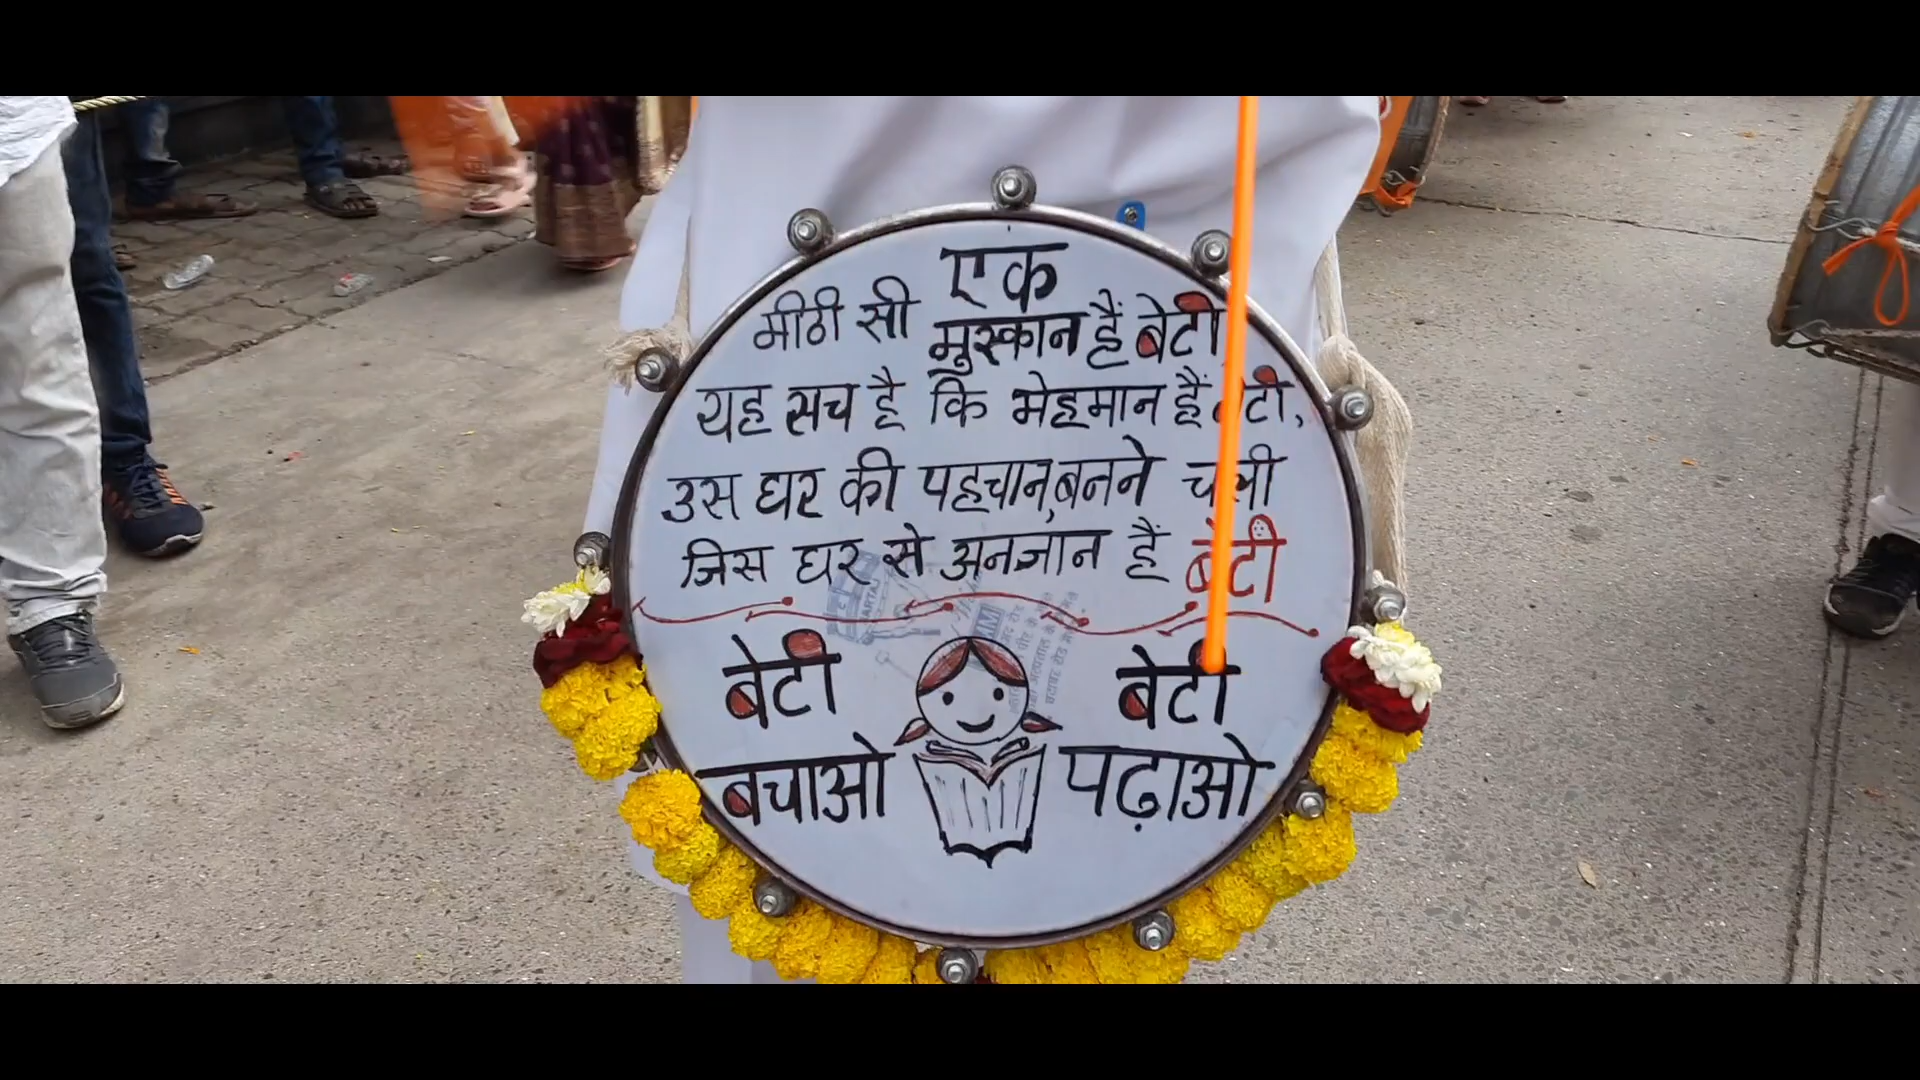 एक
मीठी सी मुस्कान हैं बेटी
यह सच है कि मेहमान हैं बेटी,
उस घर की पहचान बनने चली
जिस घर से अनजान हैं बेटी
बेटी बेटी
बचाओ पढ़ाओ